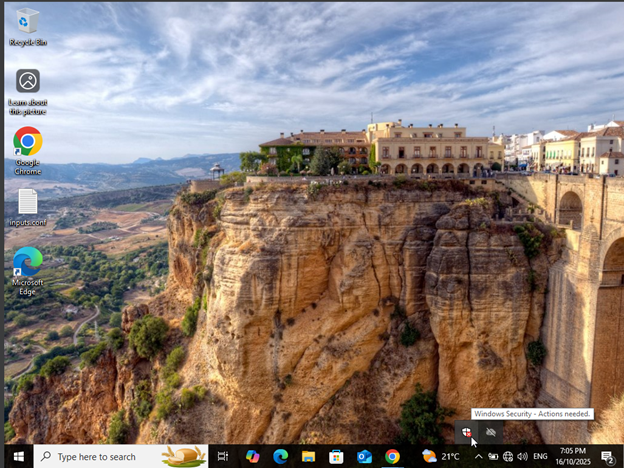 Recycle Bin
Learn about
this picture
Google
Chrome
inputs.conf
Microsoft
Edge
Windows Security - Actions needed.
Type here to search
21°C
7:05 PM
16/10/2025
2